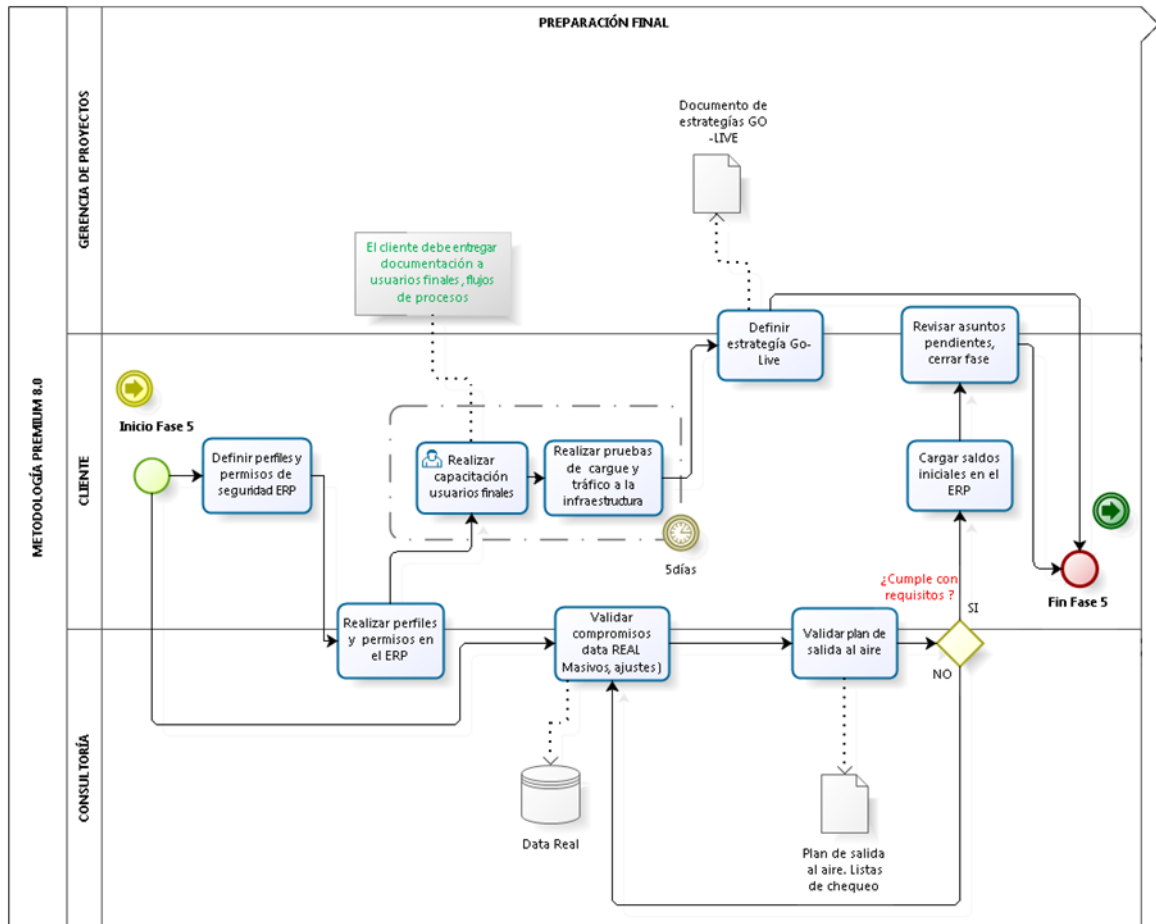 PREPARACIÓN FINAL
METODOLOGÍA PREMIUM 8.0
GERENCIA DE PROYECTOS
Documento de
estrategías GO
-LIVE
El cliente debe entregar
documentación a
usuarios finales, flujos
de procesos
Definir
estrategía Go-
Live
Revisar asuntos
pendientes,
cerrar fase
CLIENTE
Inicio Fase 5
Definir perfiles y
permisos de
seguridad ERP
Realizar
capacitación
usuarios finales
Realizar pruebas
de cargue y
tráfico a la
infraestructura
5días
Cargar saldos
iniciales en el
ERP
Fin Fase 5
¿Cumple con
requisitos ?
SI
NO
Realizar perfiles
y permisos en
el ERP
Validar
compromisos
data REAL
Masivos, ajustes )
Validar plan de
salida al aire
CONSULTORÍA
Data Real
Plan de salida
al aire. Listas
de chequeo